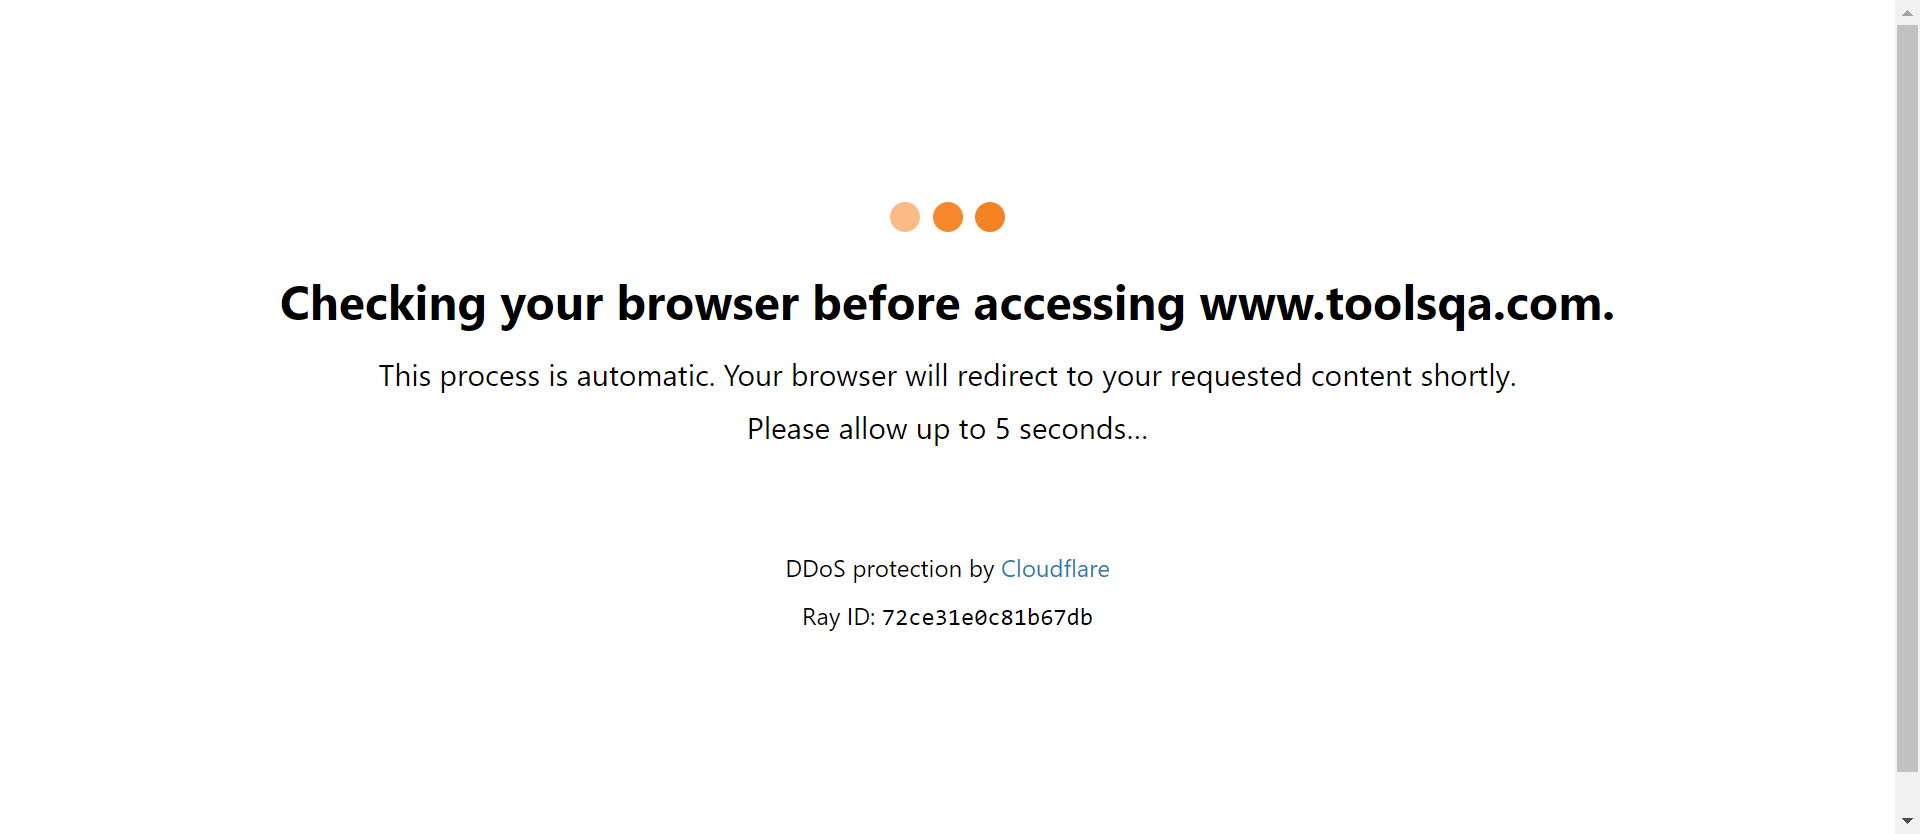 Checking your browser before accessing www.toolsqa.com.
This process is automatic. Your browser will redirect to your requested content shortly.
Please allow up to 5 seconds…
DDoS protection by Cloudflare
Ray ID: 72ce31e0c81b67db